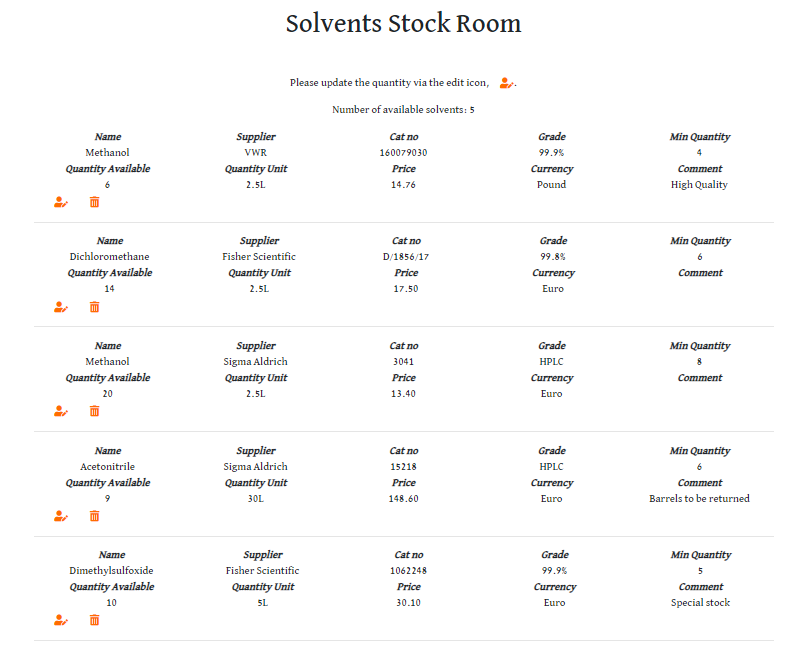 Solvents Stock Room
Please update the quantity via the edit icon, .
Number of available solvents: 5
Name Supplier Cat no Grade Min Quantity
Methanol VWR 160079030 99.9% 4
Quantity Available Quantity Unit Price Currency Comment
6 2.5L 14.76 Pound High Quality
Name Supplier Cat no Grade Min Quantity
Dichloromethane Fisher Scientific D/1856/17 99.8% 6
Quantity Available Quantity Unit Price Currency Comment
14 2.5L 17.50 Euro
Name Supplier Cat no Grade Min Quantity
Methanol Sigma Aldrich 3041 HPLC 8
Quantity Available Quantity Unit Price Currency Comment
20 2.5L 13.40 Euro
Name Supplier Cat no Grade Min Quantity
Acetonitrile Sigma Aldrich 15218 HPLC 6
Quantity Available Quantity Unit Price Currency Comment
9 30L 148.60 Euro Barrels to be returned
Name Supplier Cat no Grade Min Quantity
Dimethylsulfoxide Fisher Scientific 1062248 99.9% 5
Quantity Available Quantity Unit Price Currency Comment
10 5L 30.10 Euro Special stock